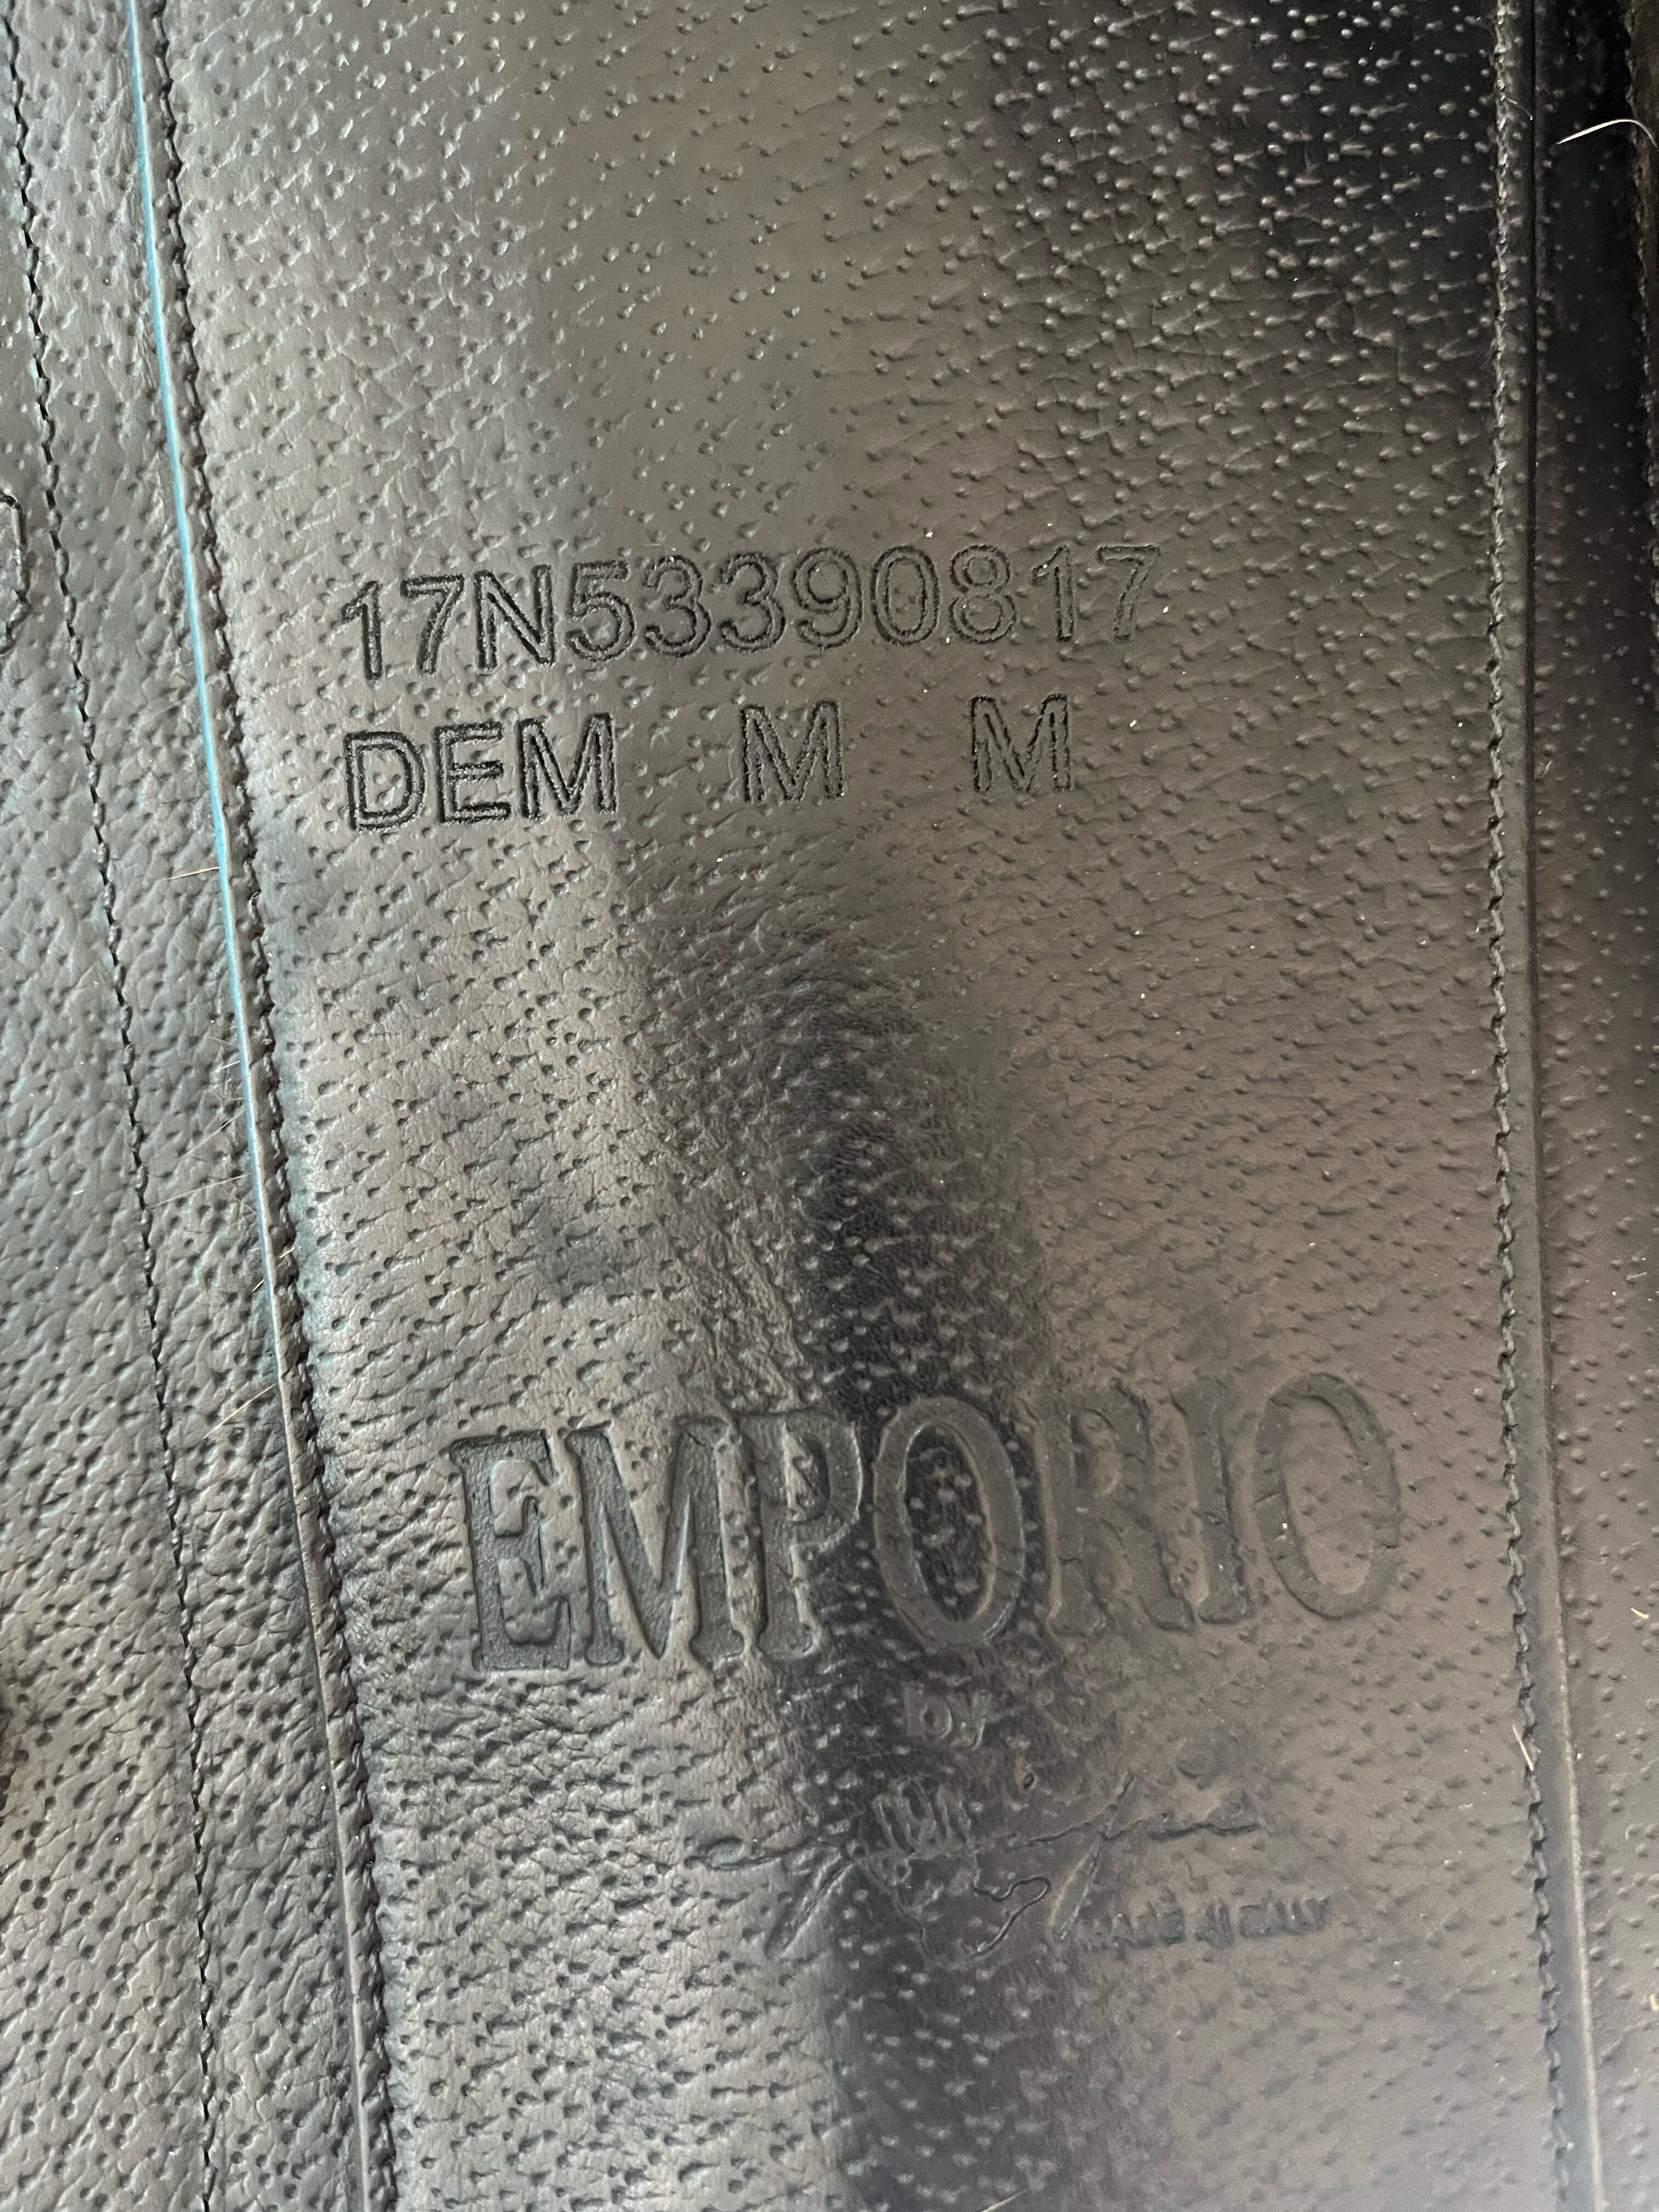 17N53390817
DEM M M
EMPORIO
by
MADE IN ITALY